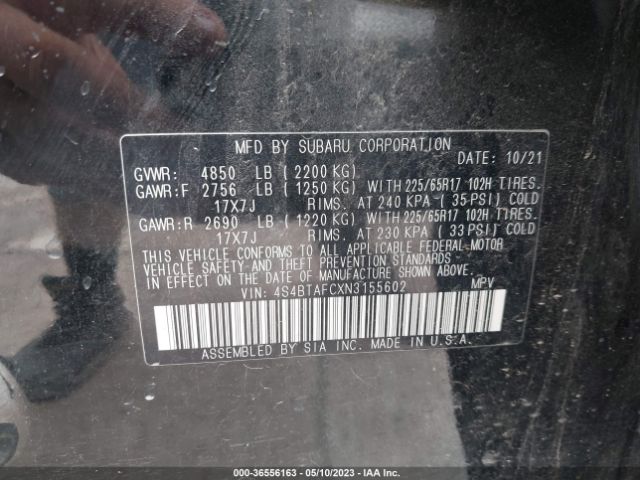 MFD BY SUBARU CORPORATION
DATE: 10/21
GVWR: 4850 LB ( 2200 KG)
GAWR:F 2756 LB ( 1250 KG) WITH 225/65R17 102H TIRES.
17X7J RIMS. AT 240 KPA ( 35 PSI) COLD
GAWR:R 2690 LB ( 1220 KG) WITH 225/65R17 102H TIRES.
17X7J RIMS. AT 230 KPA ( 33 PSI) COLD
THIS VEHICLE CONFORMS TO ALL APPLICABLE FEDERAL MOTOR
VEHICLE SAFETY AND THEFT PREVENTION STANDARDS
IN EFFECT ON THE DATE OF MANUFACTURE SHOWN ABOVE.
VIN: 4S4BTAFCXN3155602 MPV
ASSEMBLED BY SIA INC. MADE IN U.S.A.
000-36556163 - 05/10/2023 - IAA Inc.